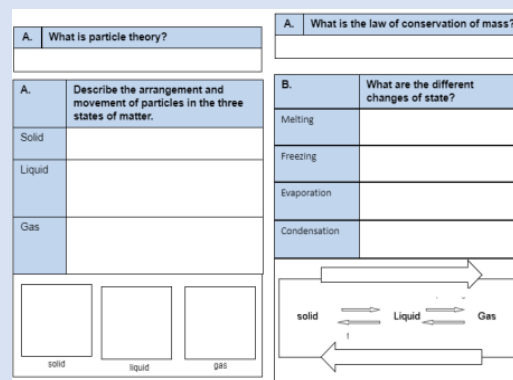 A. What is particle theory?
A. Describe the arrangement and
movement of particles in the three
states of matter.
Solid
Liquid
Gas
solid
liquid
gas
A. What is the law of conservation of mass?
B. What are the different
changes of state?
Melting
Freezing
Evaporation
Condensation
solid Liquid Gas